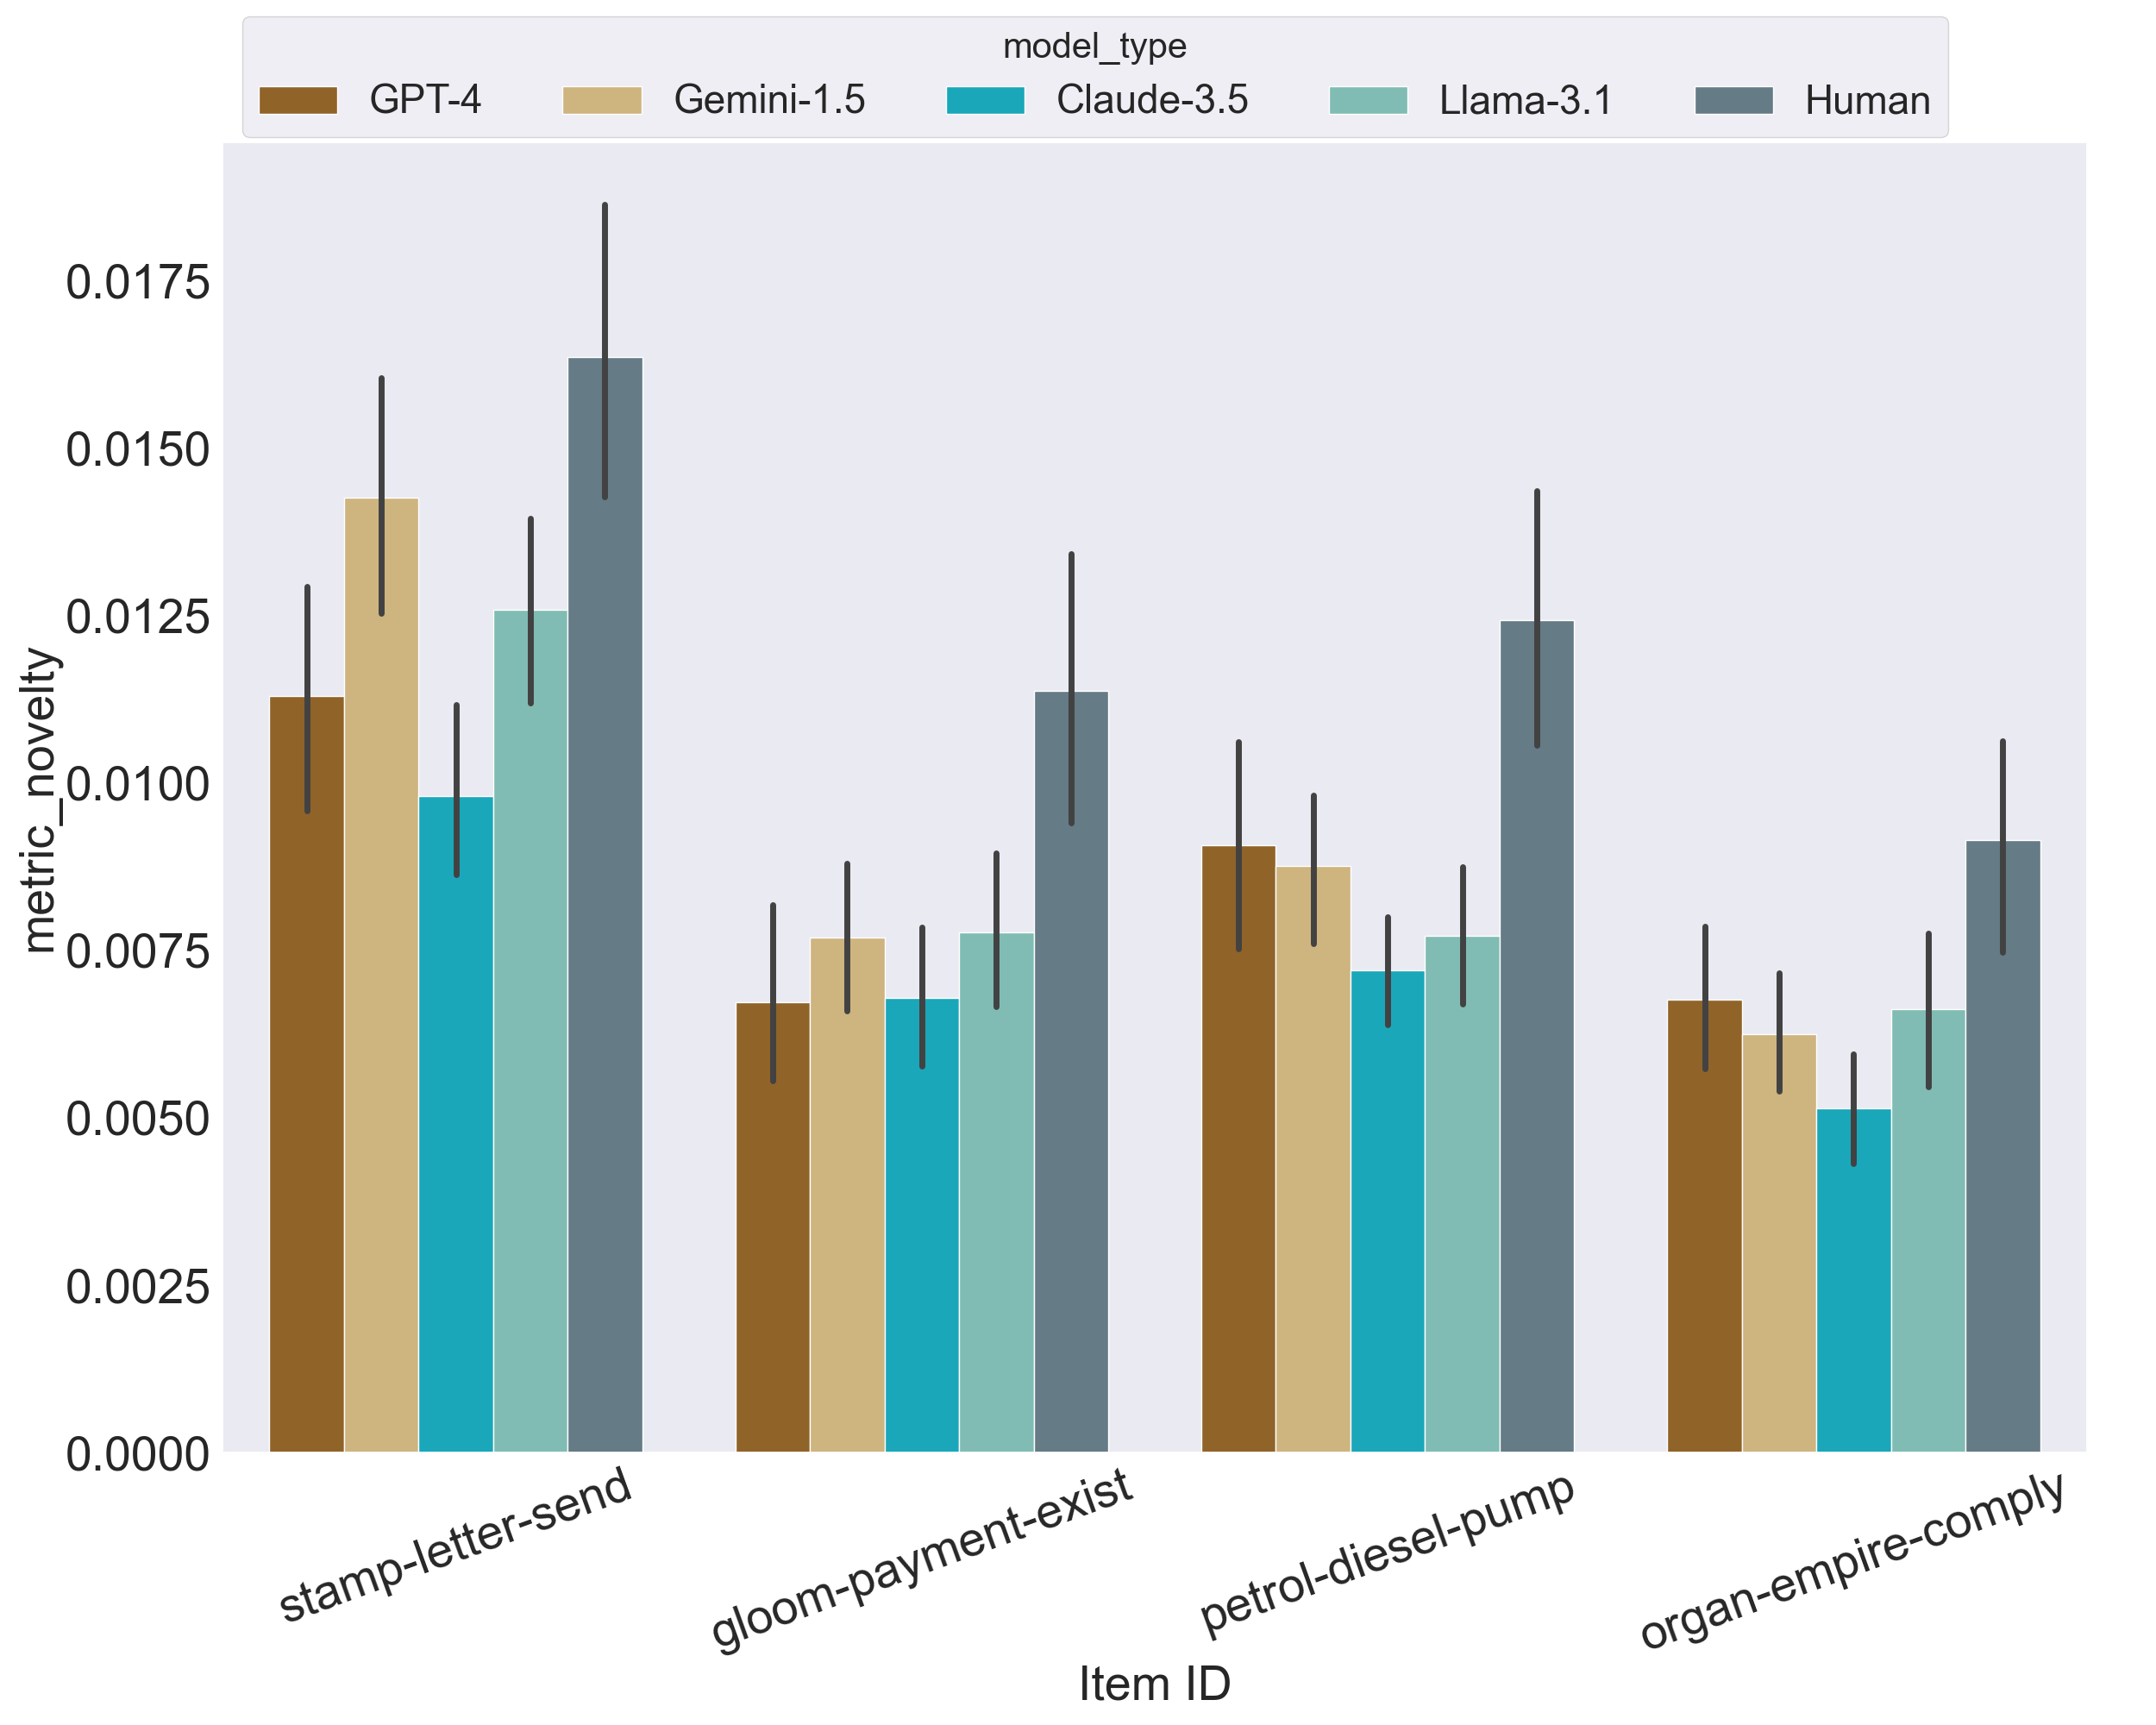 model_type
GPT-4 Gemini-1.5 Claude-3.5 Llama-3.1 Human
metric_novelty
0.0175
0.0150
0.0125
0.0100
0.0075
0.0050
0.0025
0.0000
stamp-letter-send gloom-payment-exist petrol-diesel-pump organ-empire-comply
Item ID